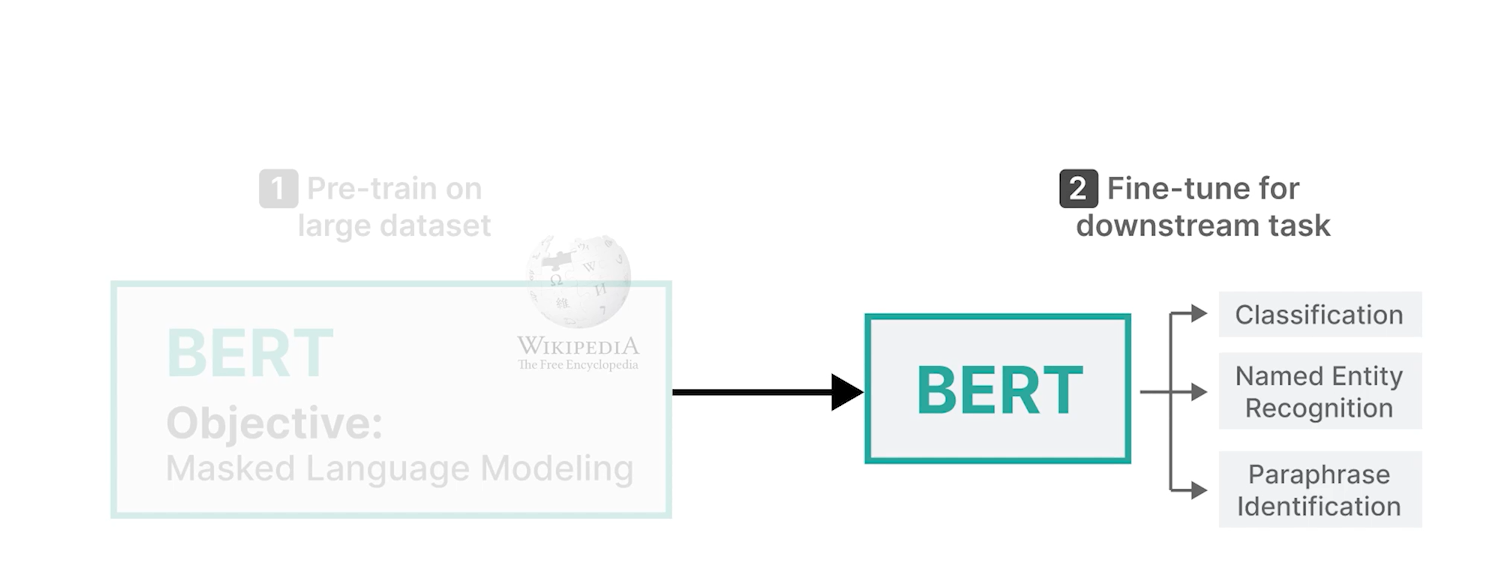 1 Pre-train on
large dataset
WIKIPEDIA
The Free Encyclopedia
BERT
Objective:
Masked Language Modeling
2 Fine-tune for
downstream task
BERT
Classification
Named Entity
Recognition
Paraphrase
Identification